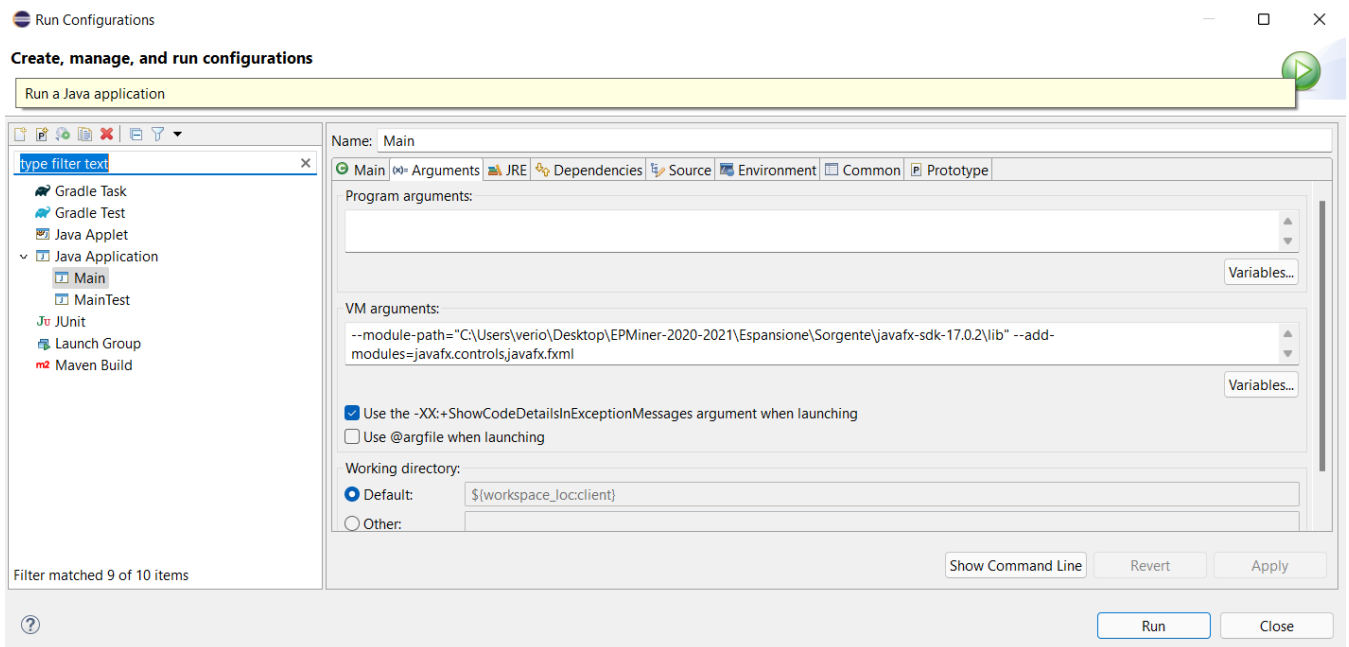 Run Configurations
Create, manage, and run configurations
Run a Java application
type filter text
Gradle Task
Gradle Test
Java Applet
Java Application
Main
MainTest
JUnit
Launch Group
Maven Build
Filter matched 9 of 10 items
Name: Main
Main (x)= Arguments JRE Dependencies Source Environment Common Prototype
Program arguments:
Variables...
VM arguments:
--module-path="C:\Users\verio\Desktop\EPMiner-2020-2021\Espansione\Sorgente\javafx-sdk-17.0.2\lib" --add-
modules=javafx.controls,javafx.fxml
Variables...
Use the -XX:+ShowCodeDetailsInExceptionMessages argument when launching
Use @argfile when launching
Working directory:
Default: ${workspace_loc:client}
Other:
Show Command Line Revert Apply
Run Close